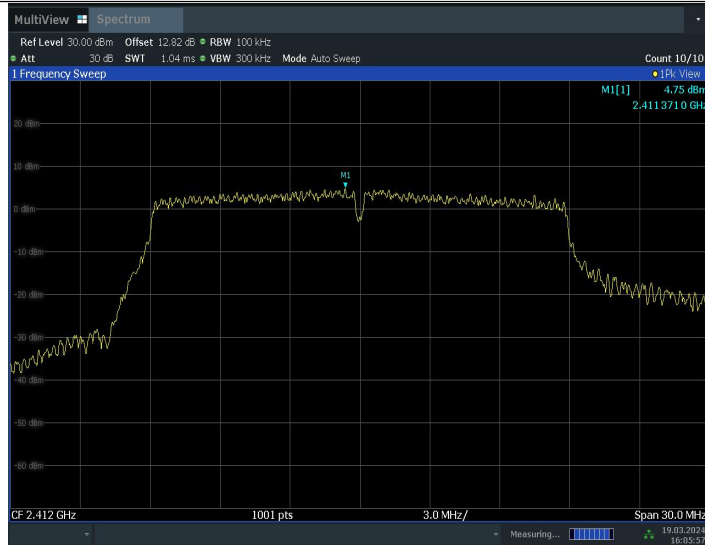 MultiView Spectrum
Ref Level 30.00 dBm Offset 12.82 dB RBW 100 kHz
Att 30 dB SWT 1.04 ms VBW 300 kHz Mode Auto Sweep Count 10/10
1 Frequency Sweep 1Pk View
M1[1] 4.75 dBm
2.4113710 GHz
20 dBm
10 dBm
M1
0 dBm
-10 dBm
-20 dBm
-30 dBm
-40 dBm
-50 dBm
-60 dBm
CF 2.412 GHz 1001 pts 3.0 MHz/ Span 30.0 MHz
Measuring... 19.03.2024
16:05:57